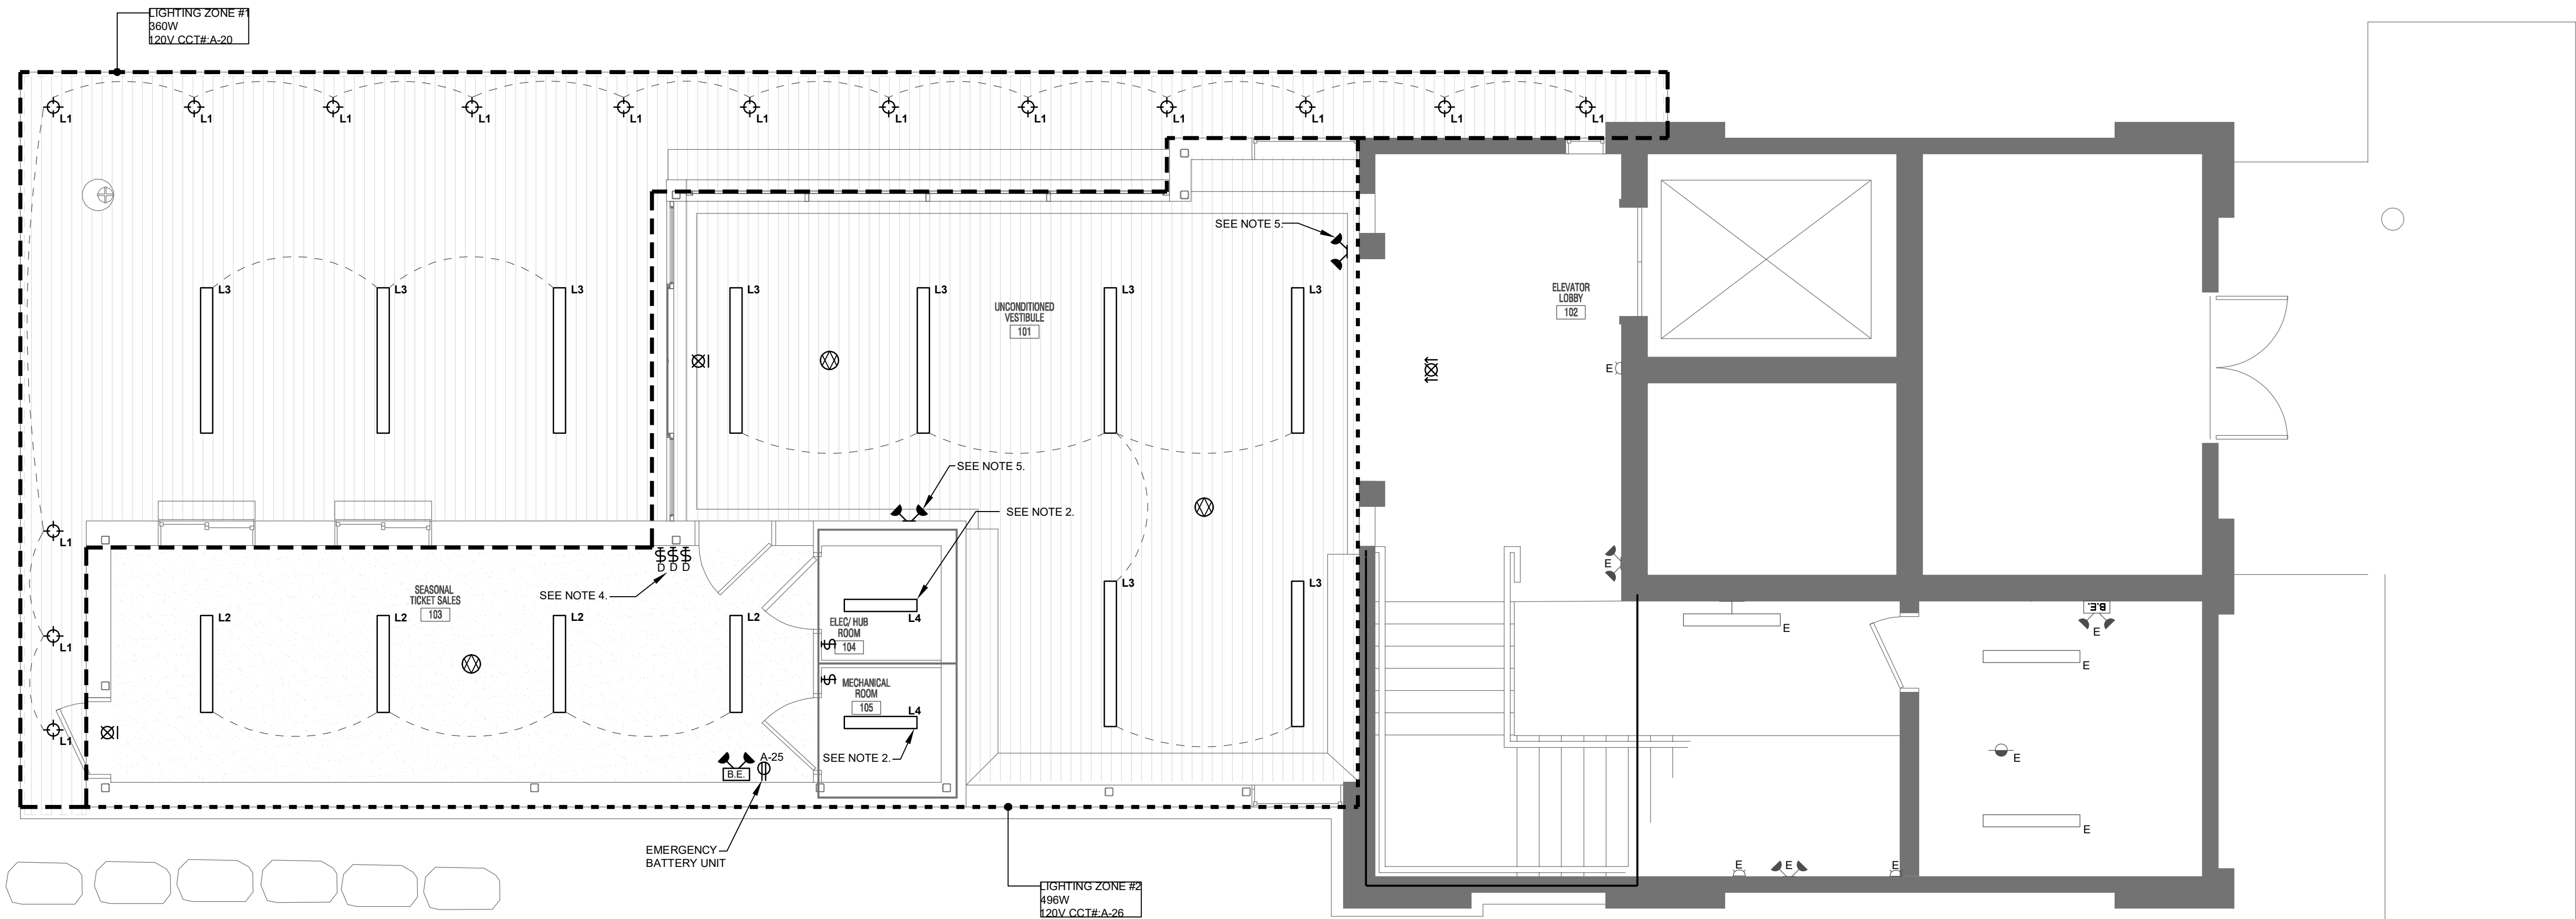 LIGHTING ZONE #1
360W
120V CCT#:A-20
L1
L1
L1
L1
L1
L1
L1
L1
L1
L1
L1
L1
SEE NOTE 5.
L3
L3
L3
L3
L3
L3
L3
UNCONDITIONED
VESTIBULE
101
ELEVATOR
LOBBY
102
E
SEE NOTE 5.
SEE NOTE 2.
L1
$ $ $
D D D
E
SEE NOTE 4.
SEASONAL
TICKET SALES
103
L3
L3
L2
L2
L2
L2
L4
ELEC/ HUB
ROOM
104
$
B.E.
E
E
L1
E
MECHANICAL
ROOM
105
$
L4
L1
SEE NOTE 2.
A-25
B.E.
E
E
EMERGENCY
BATTERY UNIT
E
E
E
LIGHTING ZONE #2
496W
120V CCT#:A-26